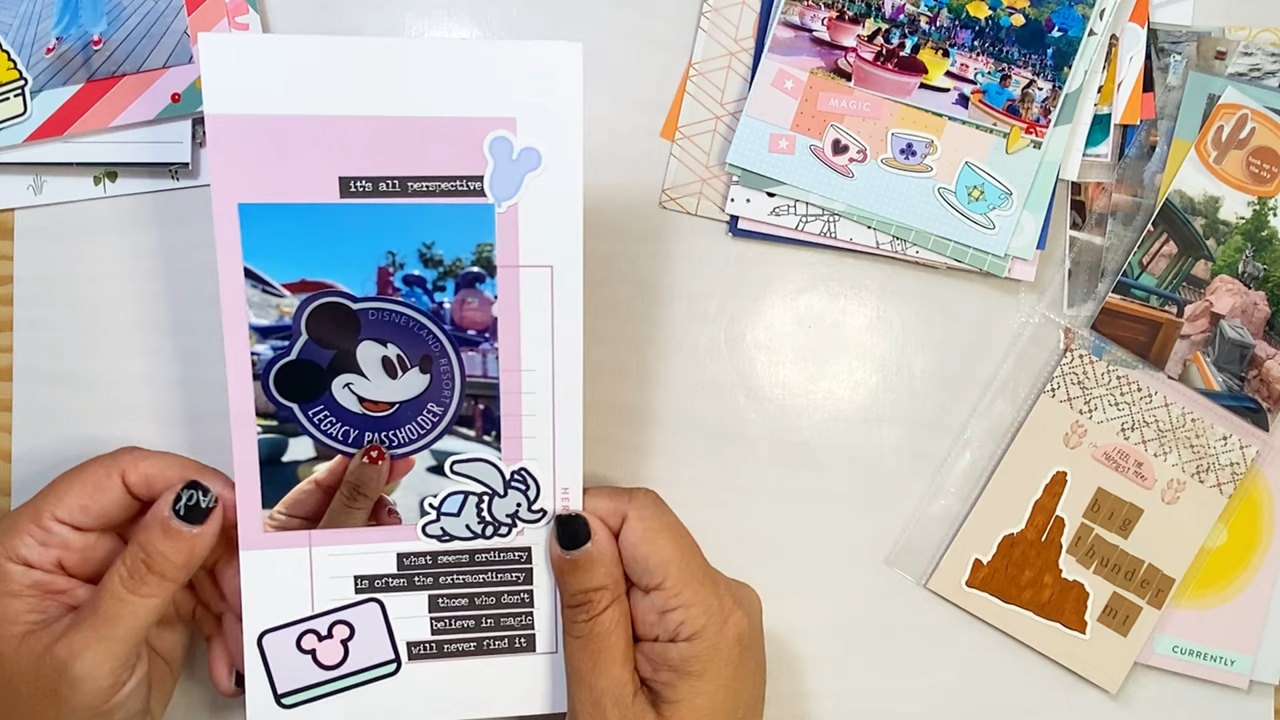 it's all perspective
DISNEYLAND RESORT
LEGACY PASSHOLDER
HER
what seems ordinary
is often the extraordinary
those who don't
believe in magic
will never find it
MAGIC
look up to
the sky
I FEEL THE
HAPPIEST HERE
big
thunder
mt
CURRENTLY